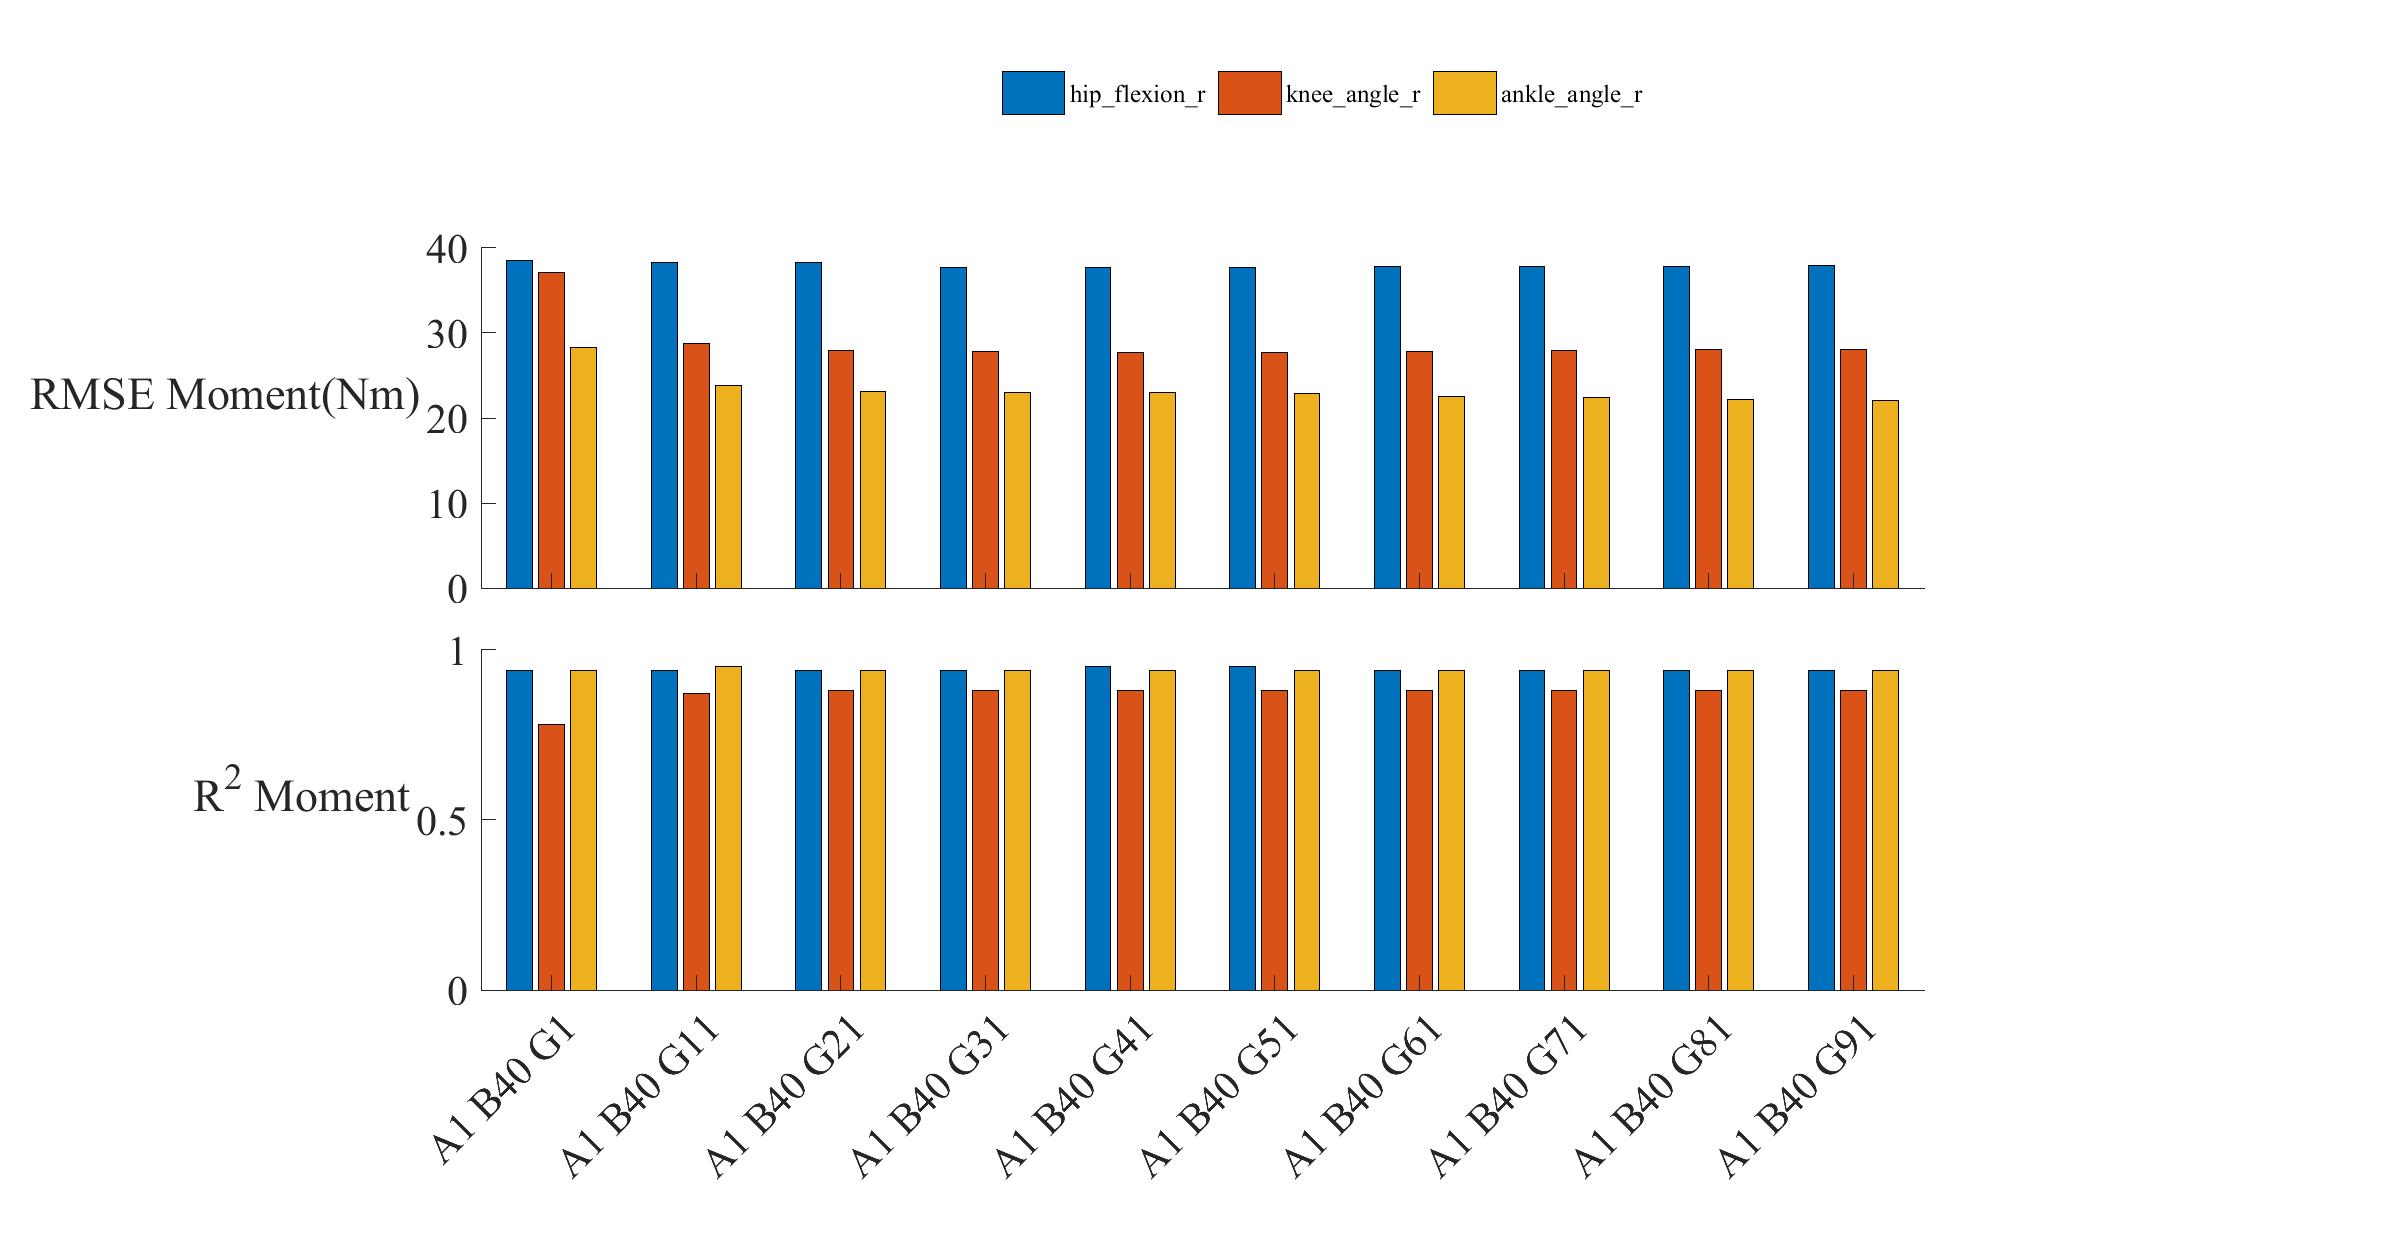 hip_flexion_r knee_angle_r ankle_angle_r
RMSE Moment(Nm)
40
30
20
10
0
R² Moment
1
0.5
0
A1 B40 G1
A1 B40 G11
A1 B40 G21
A1 B40 G31
A1 B40 G41
A1 B40 G51
A1 B40 G61
A1 B40 G71
A1 B40 G81
A1 B40 G91